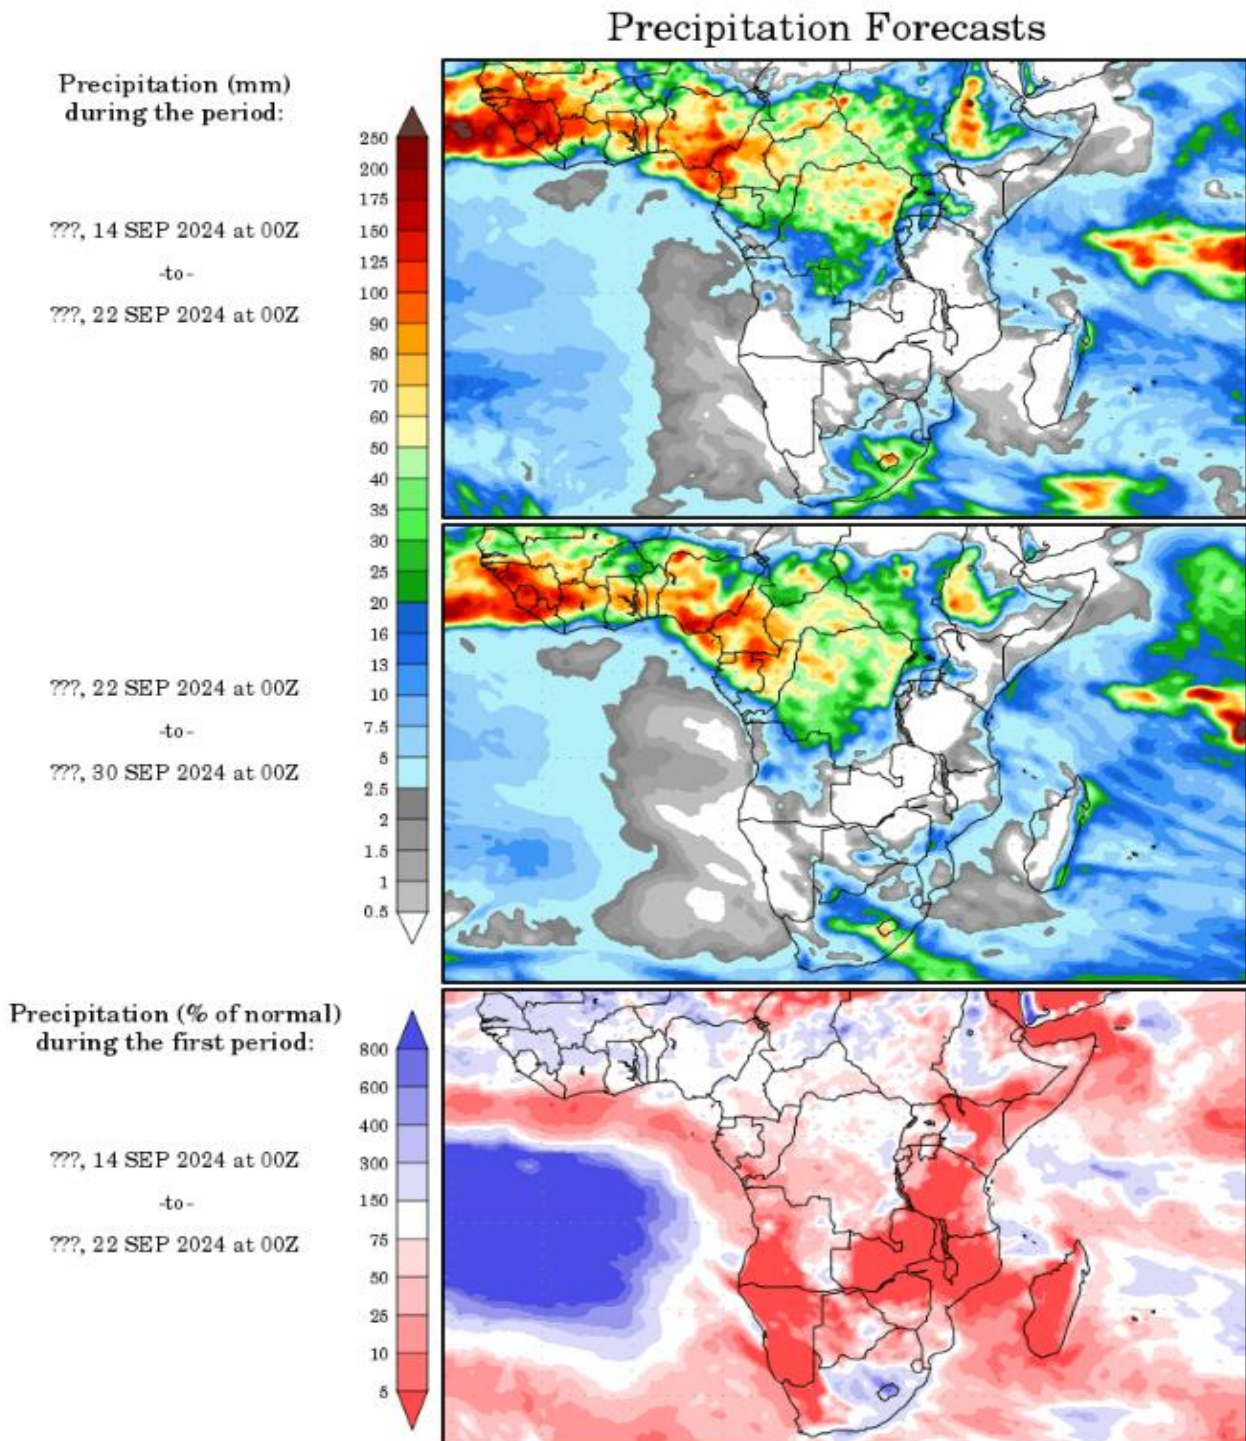 Precipitation Forecasts
Precipitation (mm)
during the period:
???, 14 SEP 2024 at 00Z
-to-
???, 22 SEP 2024 at 00Z
250
200
175
150
125
100
90
80
70
60
50
40
35
30
25
20
16
13
10
7.5
5
2.5
2
1.5
1
0.5
???, 22 SEP 2024 at 00Z
-to-
???, 30 SEP 2024 at 00Z
Precipitation (% of normal)
during the first period:
???, 14 SEP 2024 at 00Z
-to-
???, 22 SEP 2024 at 00Z
800
600
400
300
150
75
50
25
10
5